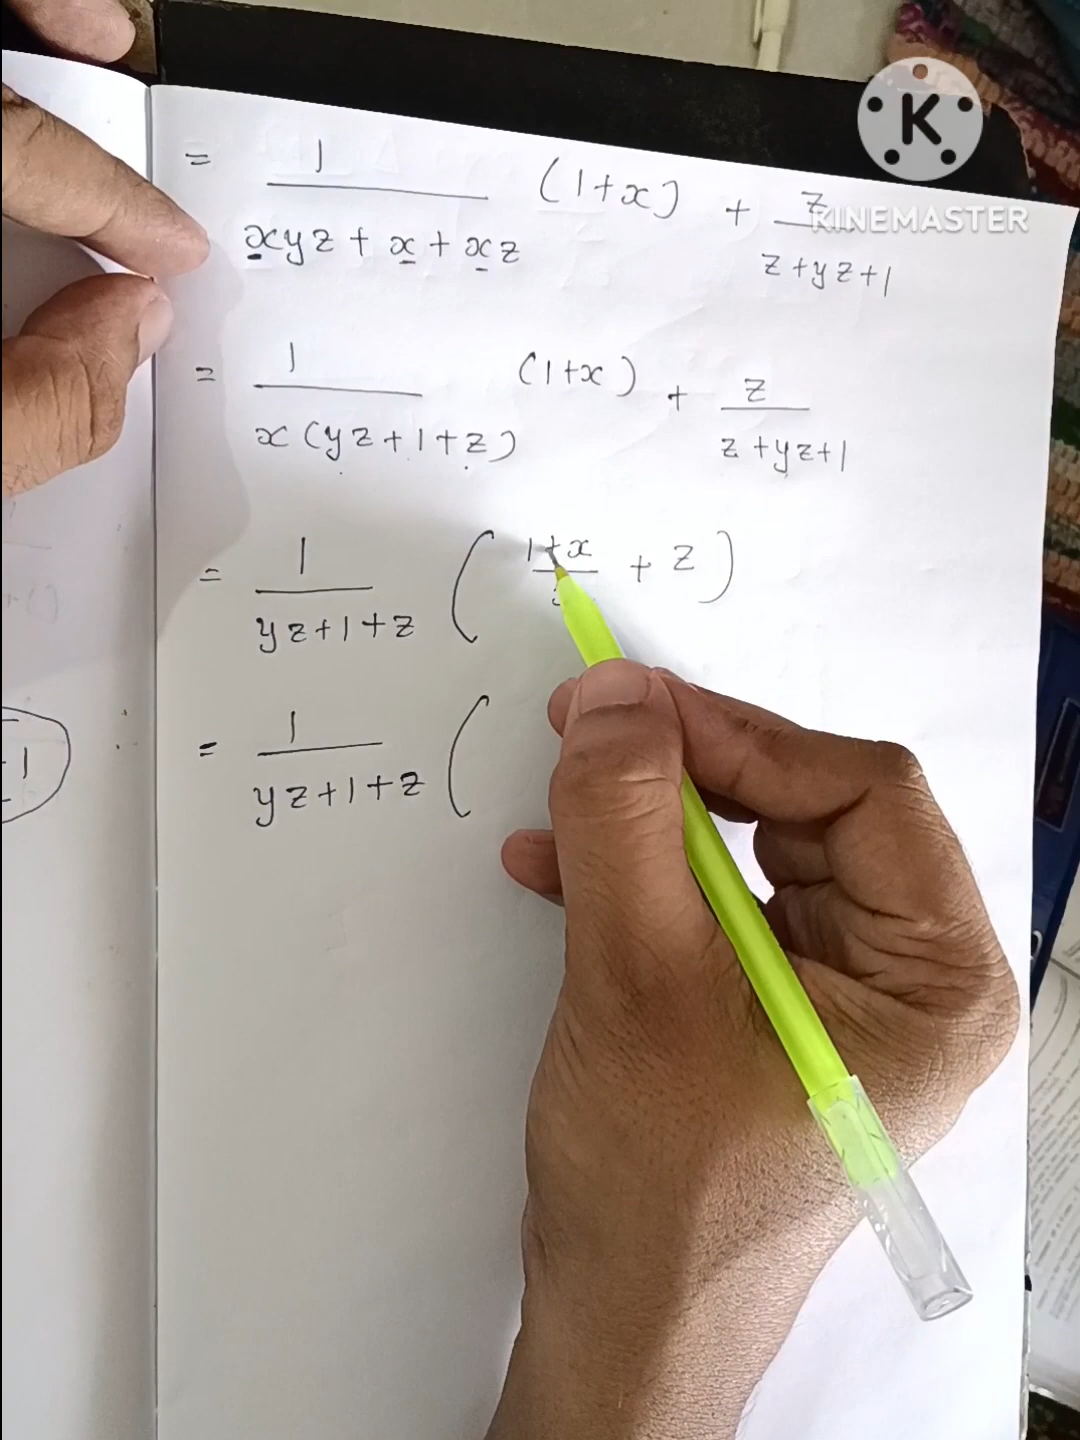 K
KINEMASTER
= 1/(xyz + x + xz) (1+x) + z/(z+yz+1)
= 1/(x(yz+1+z)) (1+x) + z/(z+yz+1)
= 1/(yz+1+z) ( 1+x + z )
= 1/(yz+1+z) (
1